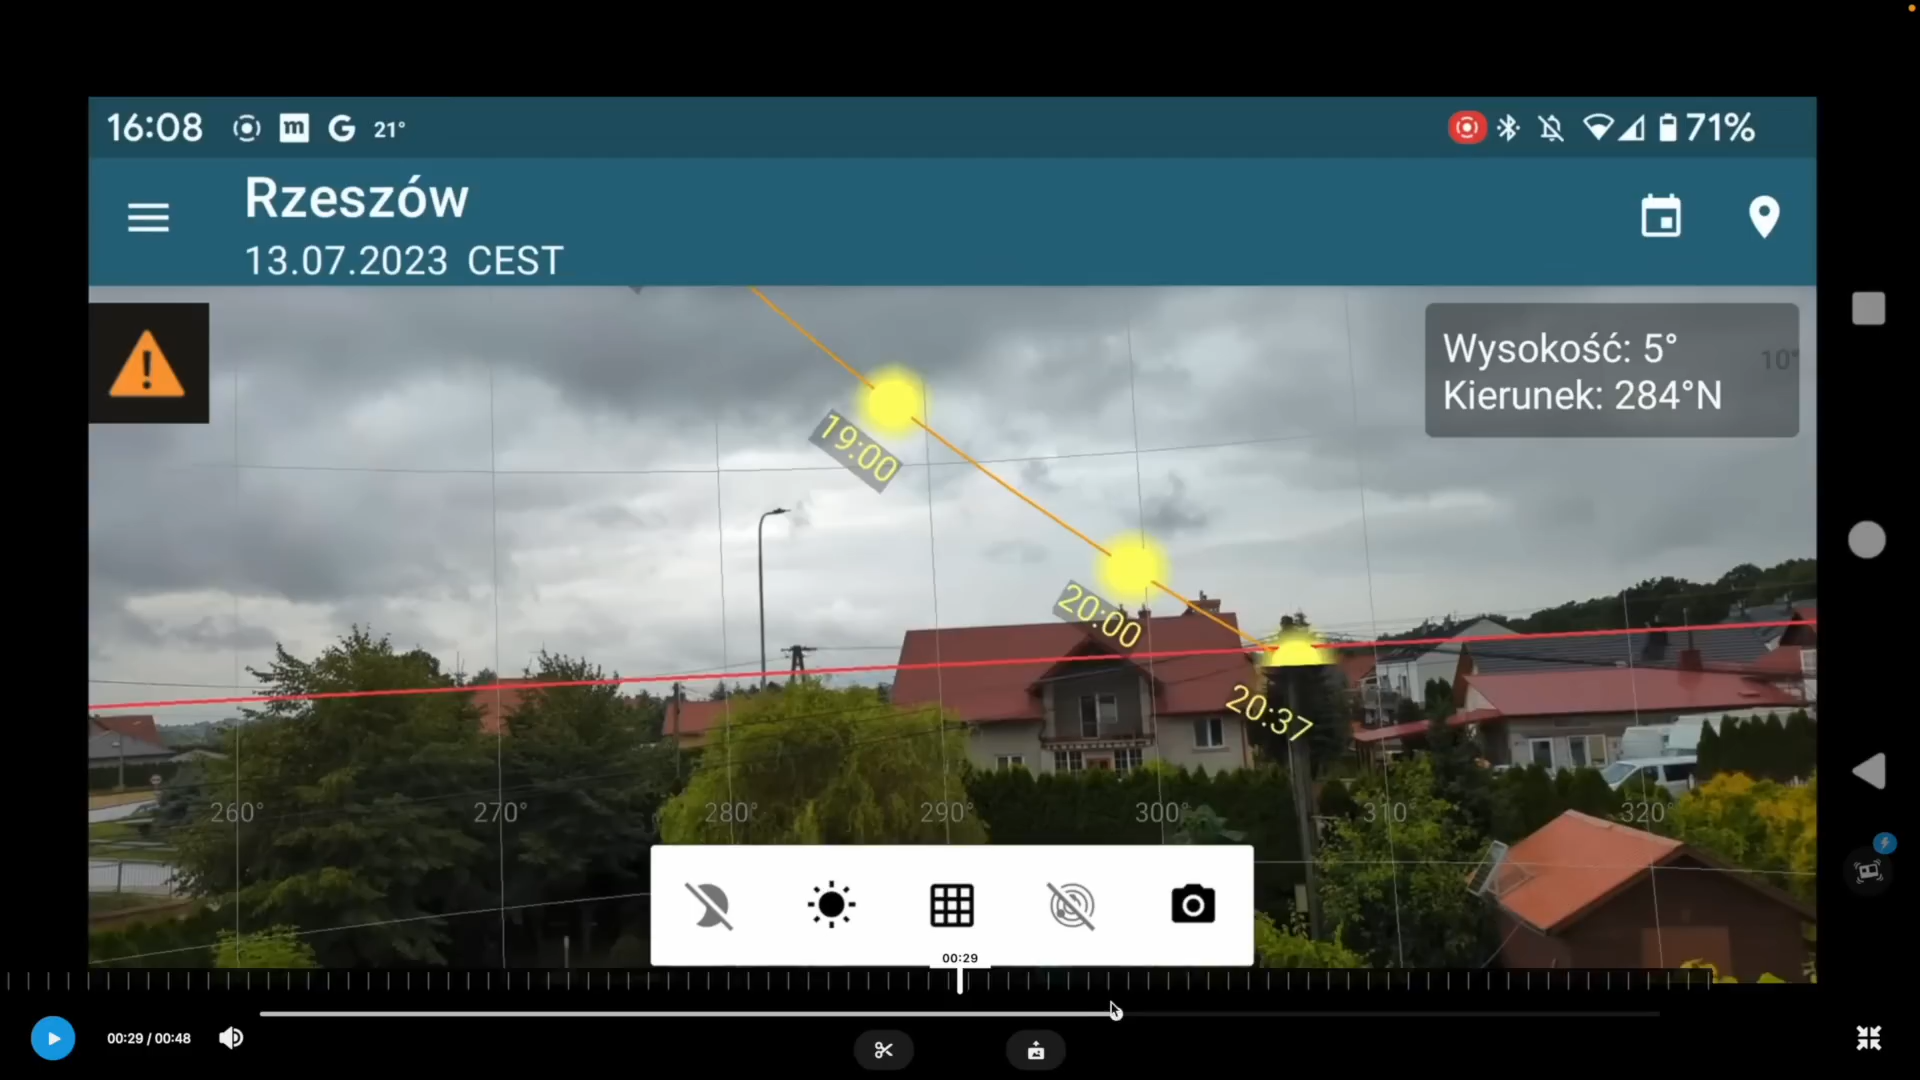 16:08 m G 21° 71%
Rzeszów
13.07.2023 CEST
Wysokość: 5°
Kierunek: 284°N
10°
19:00
20:00
20:37
260° 270° 280° 290° 300° 310° 320°
00:29
00:29 / 00:48